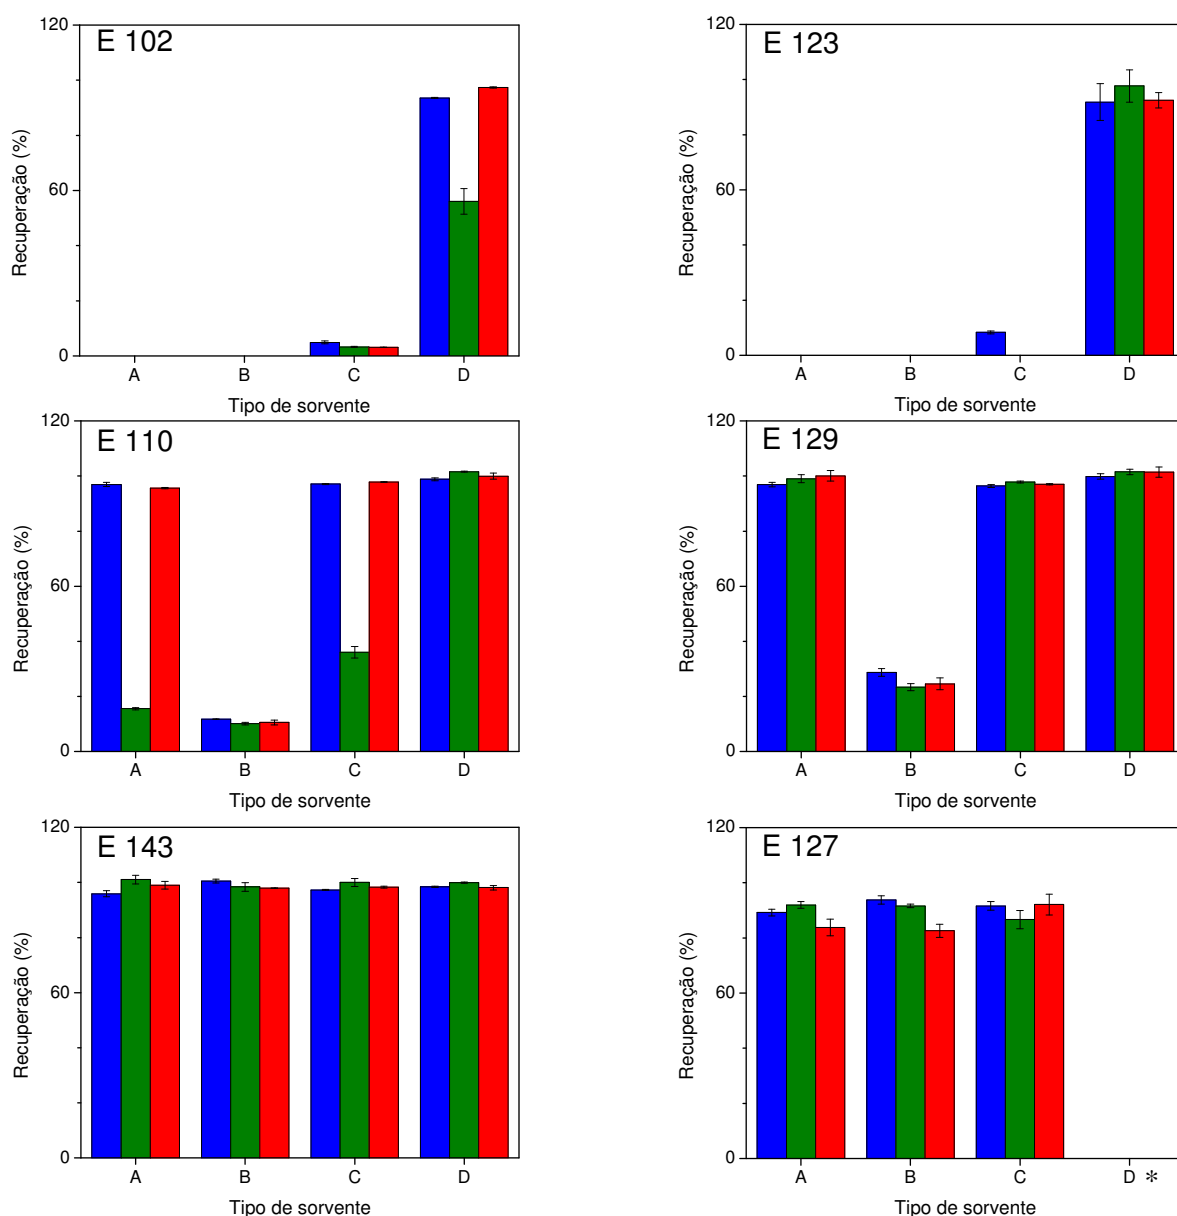 E 102
120
60
0
Recuperação (%)
A B C D
Tipo de sorvente
E 123
120
60
0
Recuperação (%)
A B C D
Tipo de sorvente
E 110
120
60
0
Recuperação (%)
A B C D
Tipo de sorvente
E 129
120
60
0
Recuperação (%)
A B C D
Tipo de sorvente
E 143
120
60
0
Recuperação (%)
A B C D
Tipo de sorvente
E 127
120
60
0
Recuperação (%)
A B C D *
Tipo de sorvente